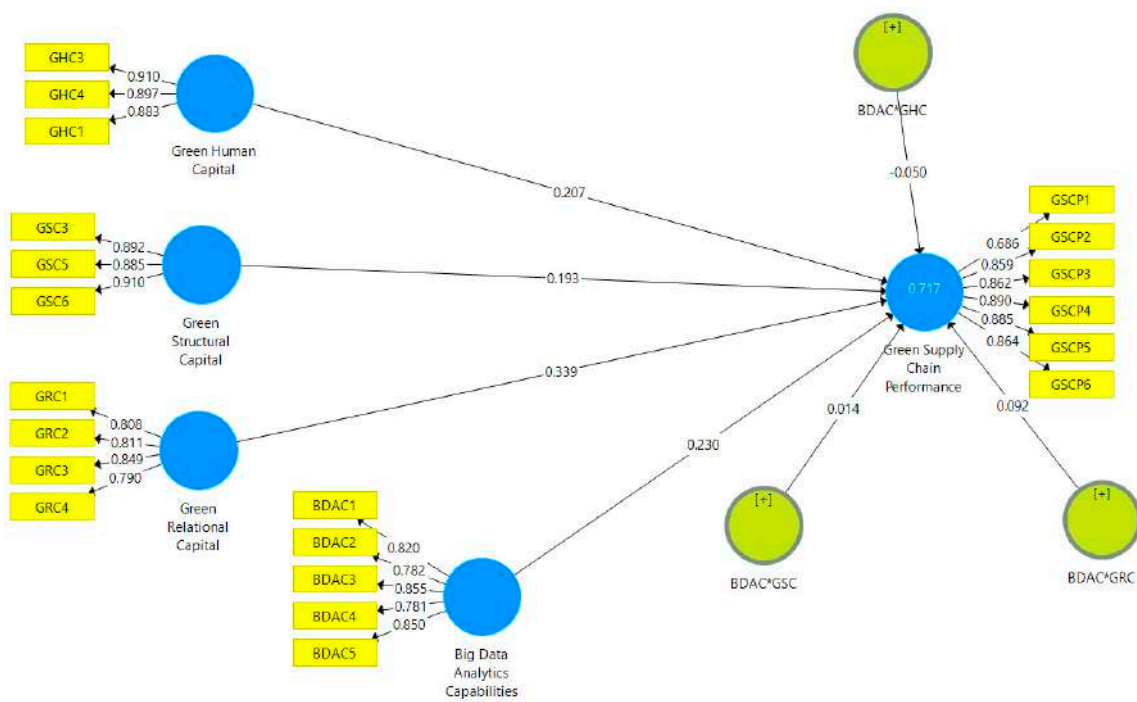 GHC3
GHC4
GHC1
0.910
0.897
0.883
Green Human
Capital
GSC3
GSC5
GSC6
0.892
0.885
0.910
Green
Structural
Capital
GRC1
GRC2
GRC3
GRC4
0.808
0.811
0.849
0.790
Green
Relational
Capital
BDAC1
BDAC2
BDAC3
BDAC4
BDAC5
0.820
0.782
0.855
0.781
0.850
Big Data
Analytics
Capabilities
0.207
0.193
0.339
0.230
[+]
BDAC*GHC
-0.050
0.717
Green Supply
Chain
Performance
0.686
0.859
0.862
0.890
0.885
0.864
GSCP1
GSCP2
GSCP3
GSCP4
GSCP5
GSCP6
0.014
0.092
[+]
BDAC*GSC
[+]
BDAC*GRC